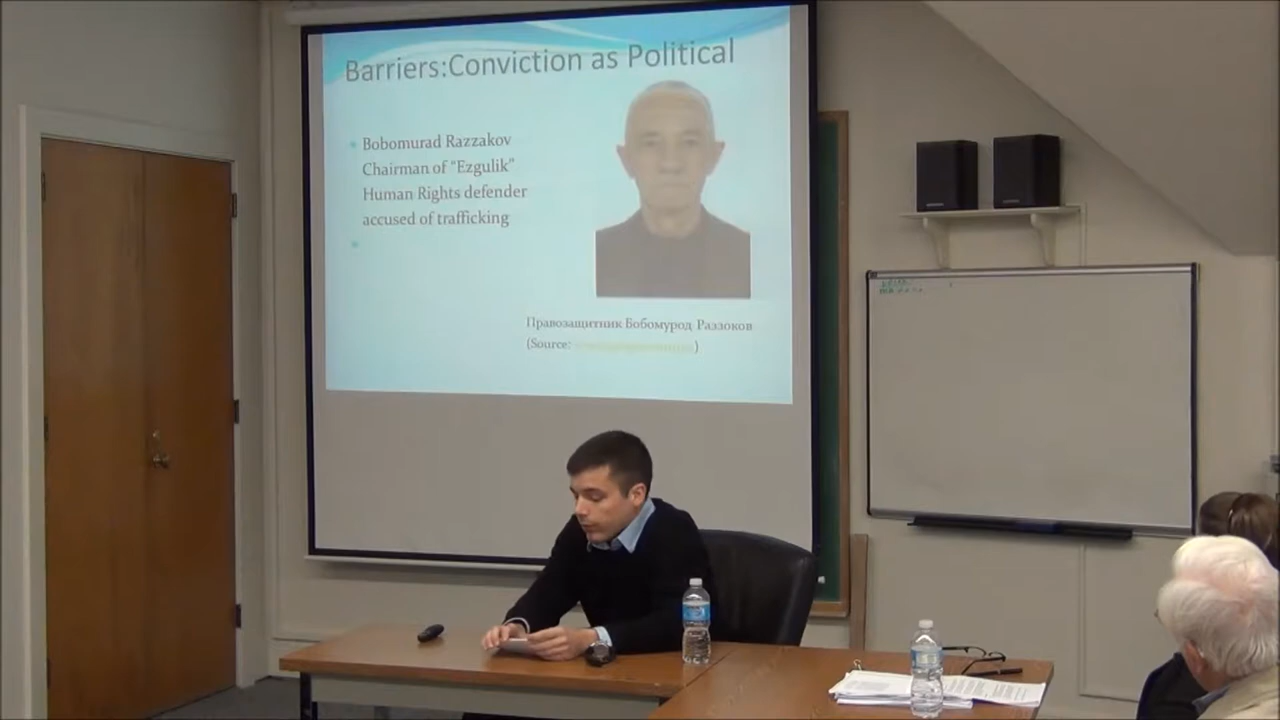 Barriers:Conviction as Political
Bobomurad Razzakov
Chairman of "Ezgulik"
Human Rights defender
accused of trafficking
Правозащитник Бобомурод Раззоков
(Source: )